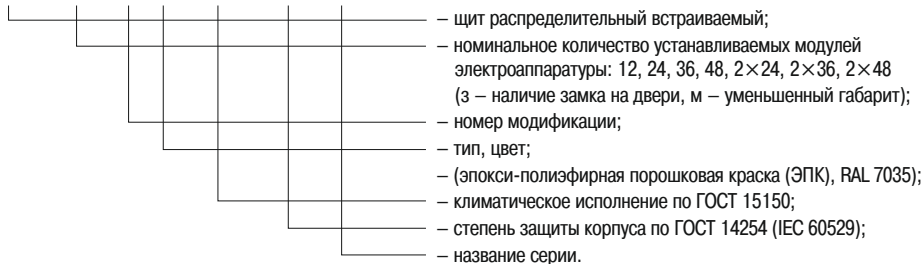 – щит распределительный встраиваемый;
– номинальное количество устанавливаемых модулей
электроаппаратуры: 12, 24, 36, 48, 2×24, 2×36, 2×48
(з – наличие замка на двери, м – уменьшенный габарит);
– номер модификации;
– тип, цвет;
– (эпокси-полиэфирная порошковая краска (ЭПК), RAL 7035);
– климатическое исполнение по ГОСТ 15150;
– степень защиты корпуса по ГОСТ 14254 (IEC 60529);
– название серии.